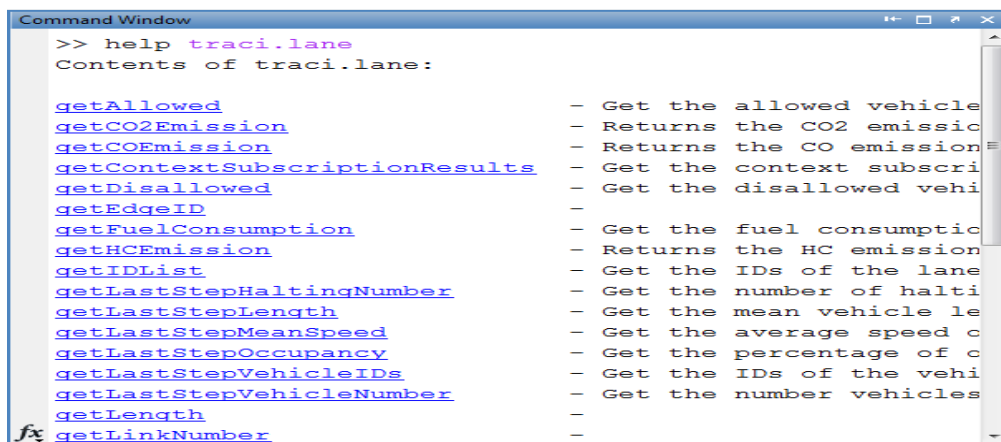 Command Window
>> help traci.lane
Contents of traci.lane:
getAllowed - Get the allowed vehicle
getCO2Emission - Returns the CO2 emissic
getCOEmission - Returns the CO emission
getContextSubscriptionResults - Get the context subscri
getDisallowed - Get the disallowed vehi
getEdgeID -
getFuelConsumption - Get the fuel consumptic
getHCEmission - Returns the HC emission
getIDList - Get the IDs of the lane
getLastStepHaltingNumber - Get the number of halti
getLastStepLength - Get the mean vehicle le
getLastStepMeanSpeed - Get the average speed c
getLastStepOccupancy - Get the percentage of c
getLastStepVehicleIDs - Get the IDs of the vehi
getLastStepVehicleNumber - Get the number vehicles
getLength -
fx getLinkNumber -